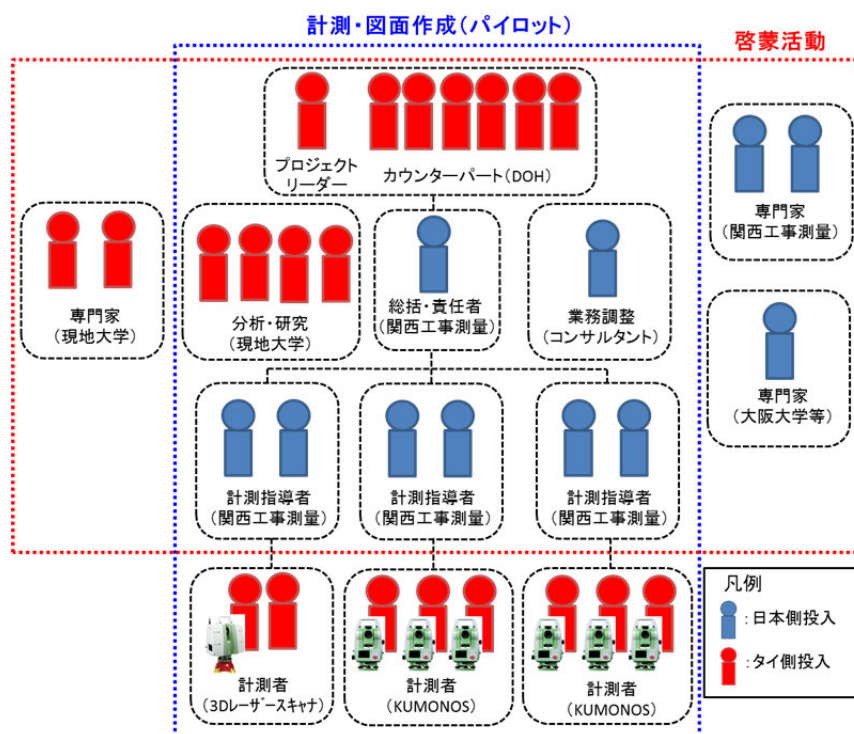 計測・図面作成(パイロット)
啓蒙活動
プロジェクト
リーダー
カウンターパート(DOH)
専門家
(関西工事測量)
専門家
(現地大学)
分析・研究
(現地大学)
総括・責任者
(関西工事測量)
業務調整
(コンサルタント)
専門家
(大阪大学等)
計測指導者
(関西工事測量)
計測指導者
(関西工事測量)
計測指導者
(関西工事測量)
計測者
(3Dレーザースキャナ)
計測者
(KUMONOS)
計測者
(KUMONOS)
凡例
:日本側投入
:タイ側投入